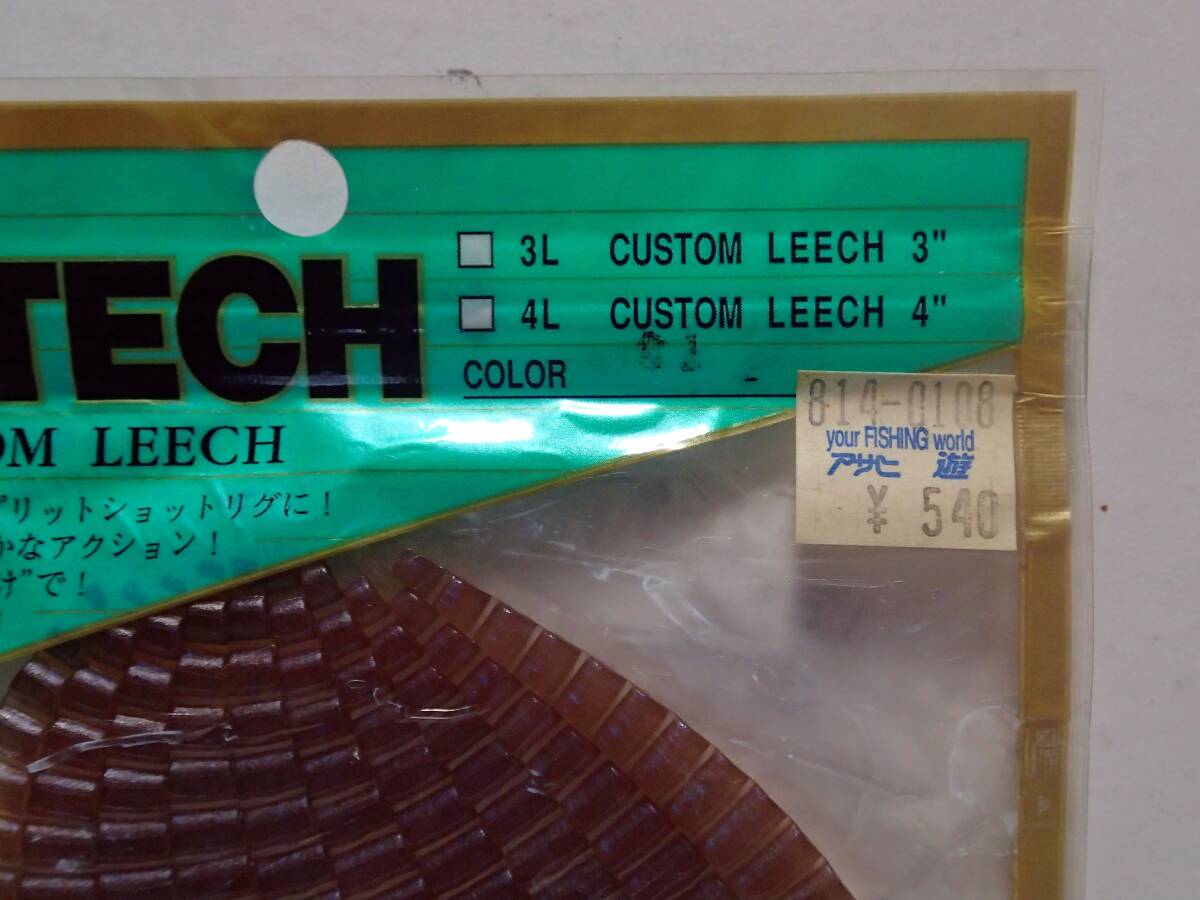 TECH
□ 3L CUSTOM LEECH 3"
□ 4L CUSTOM LEECH 4"
COLOR
OM LEECH
プリットショットリグに!
かなアクション!
け"で!
814-0108
your FISHING world
アサヒ 遊
¥ 540